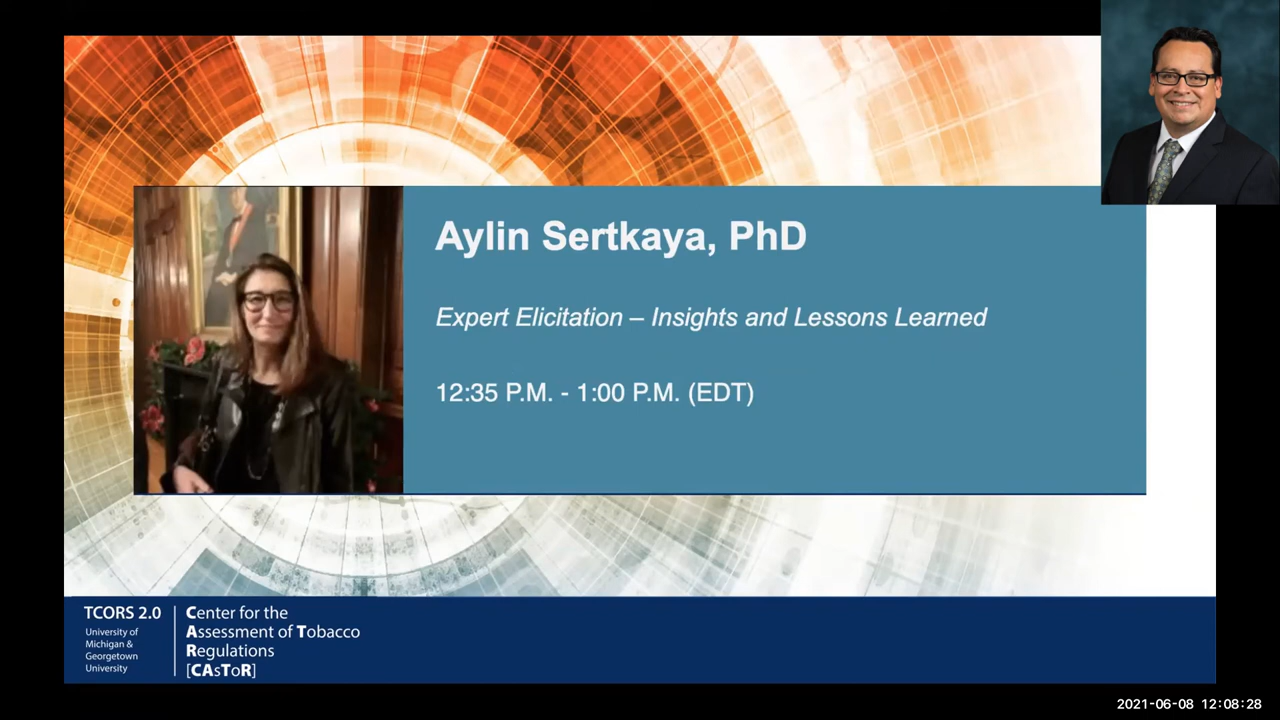 Aylin Sertkaya, PhD
Expert Elicitation – Insights and Lessons Learned
12:35 P.M. - 1:00 P.M. (EDT)
TCORS 2.0
University of
Michigan &
Georgetown
University
Center for the
Assessment of Tobacco
Regulations
[CAsToR]
2021-06-08 12:08:28